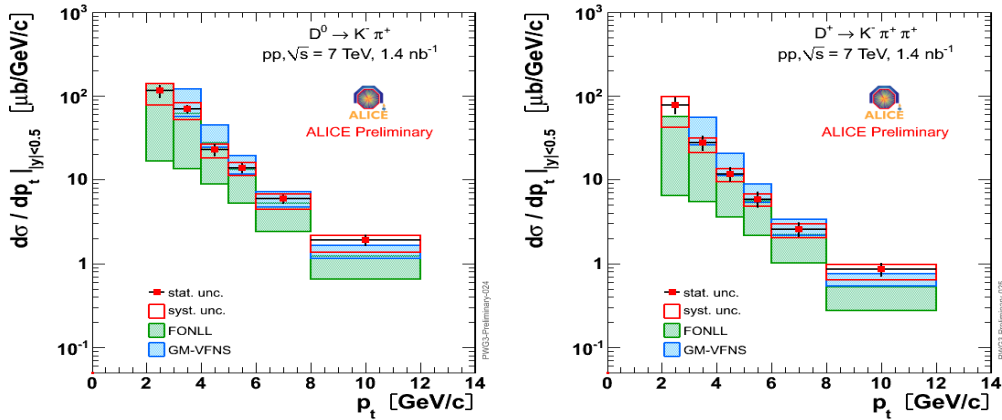 dσ / dp_t |_|y|<0.5 [μb/GeV/c]
D⁰ → K⁻ π⁺
pp, √s = 7 TeV, 1.4 nb⁻¹
ALICE
ALICE Preliminary
10²
10
1
10⁻¹
stat. unc.
syst. unc.
FONLL
GM-VFNS
PWG3-Preliminary-024
0 2 4 6 8 10 12 14
p_t [GeV/c]
dσ / dp_t |_|y|<0.5 [μb/GeV/c]
D⁺ → K⁻ π⁺ π⁺
pp, √s = 7 TeV, 1.4 nb⁻¹
ALICE
ALICE Preliminary
10²
10
1
10⁻¹
stat. unc.
syst. unc.
FONLL
GM-VFNS
0 2 4 6 8 10 12 14
p_t [GeV/c]